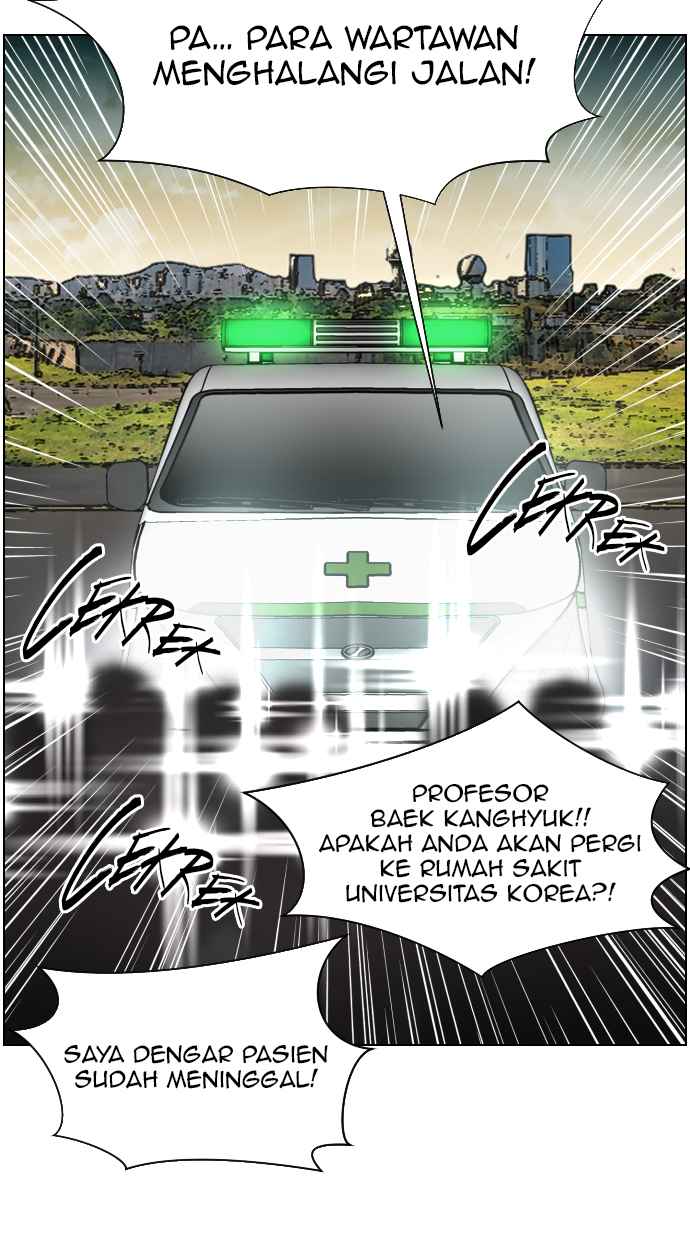 PA... PARA WARTAWAN
MENGHALANGI JALAN!
CEKREK
CEKREK
CEKREK
PROFESOR
BAEK KANGHYUK!!
APAKAH ANDA AKAN PERGI
KE RUMAH SAKIT
UNIVERSITAS KOREA?!
SAYA DENGAR PASIEN
SUDAH MENINGGAL!